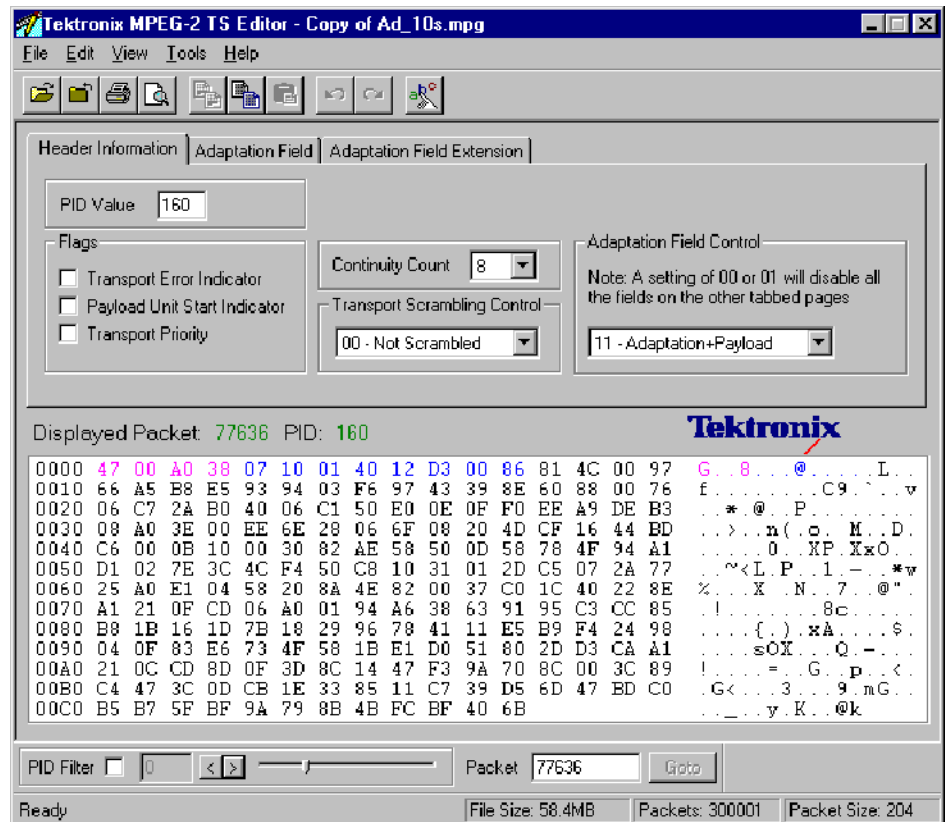 Tektronix MPEG-2 TS Editor - Copy of Ad_10s.mpg
File Edit View Tools Help
Header Information Adaptation Field Adaptation Field Extension
PID Value 160
Flags
Transport Error Indicator
Payload Unit Start Indicator
Transport Priority
Continuity Count 8
Transport Scrambling Control
00 - Not Scrambled
Adaptation Field Control
Note: A setting of 00 or 01 will disable all
the fields on the other tabbed pages
11 - Adaptation+Payload
Displayed Packet: 77636 PID: 160
Tektronix
0000 47 00 A0 38 07 10 01 40 12 D3 00 86 81 4C 00 97 G..8...@.....L..
0010 66 A5 B8 E5 93 94 03 F6 97 43 39 8E 60 88 00 76 f........C9.`..v
0020 06 C7 2A B0 40 06 C1 50 E0 0E 0F F0 EE A9 DE B3 ..*.@..P........
0030 08 A0 3E 00 EE 6E 28 06 6F 08 20 4D CF 16 44 BD ..>..n(.o. M..D.
0040 C6 00 0B 10 00 30 82 AE 58 50 0D 58 78 4F 94 A1 .....0..XP.XxO..
0050 D1 02 7E 3C 4C F4 50 C8 10 31 01 2D C5 07 2A 77 ..~<L.P..1.-..*w
0060 25 A0 E1 04 58 20 8A 4E 82 00 37 C0 1C 40 22 8E %...X .N..7..@".
0070 A1 21 0F CD 06 A0 01 94 A6 38 63 91 95 C3 CC 85 .!.......8c.....
0080 B8 1B 16 1D 7B 18 29 96 78 41 11 E5 B9 F4 24 98 ....{.).xA....$.
0090 04 0F 83 E6 73 4F 58 1B E1 D0 51 80 2D D3 CA A1 ....sOX...Q.-...
00A0 21 0C CD 8D 0F 3D 8C 14 47 F3 9A 70 8C 00 3C 89 !....=..G..p..<.
00B0 C4 47 3C 0D CB 1E 33 85 11 C7 39 D5 6D 47 BD C0 .G<...3...9.mG..
00C0 B5 B7 5F BF 9A 79 8B 4B FC BF 40 6B .._..y.K..@k
PID Filter 0 < > Packet 77636 Goto
Ready File Size: 58.4MB Packets: 300001 Packet Size: 204